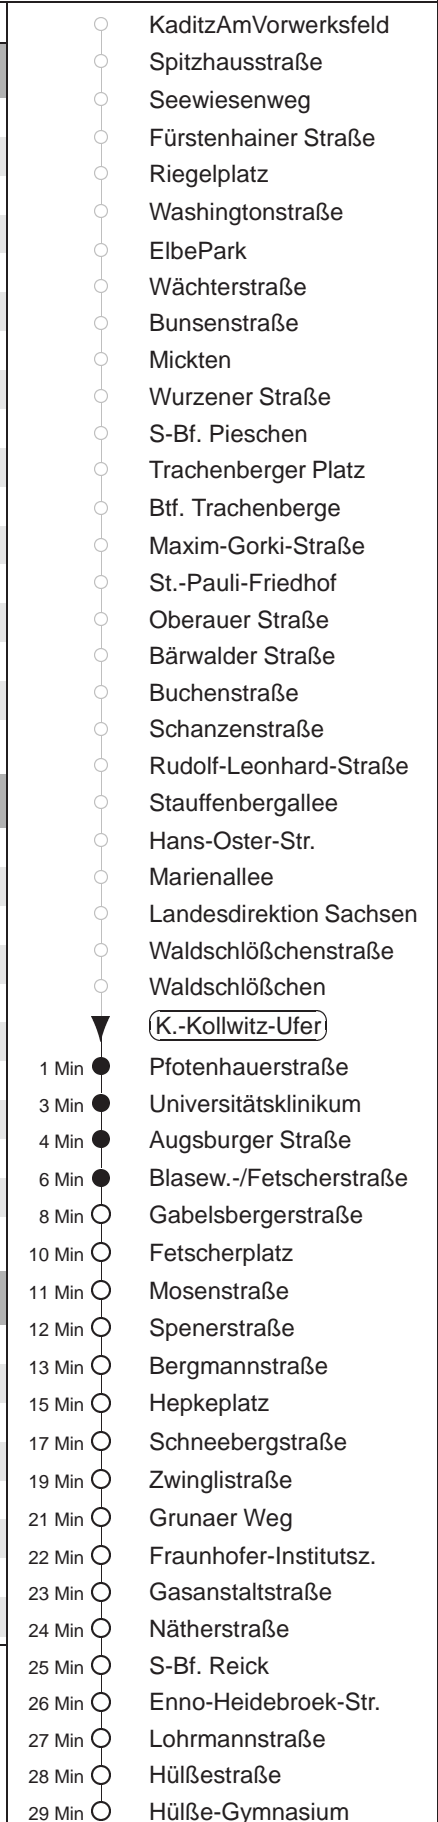 KaditzAmVorwerksfeld
Spitzhausstraße
Seewiesenweg
Fürstenhainer Straße
Riegelplatz
Washingtonstraße
ElbePark
Wächterstraße
Bunsenstraße
Mickten
Wurzener Straße
S-Bf. Pieschen
Trachenberger Platz
Btf. Trachenberge
Maxim-Gorki-Straße
St.-Pauli-Friedhof
Oberauer Straße
Bärwalder Straße
Buchenstraße
Schanzenstraße
Rudolf-Leonhard-Straße
Stauffenbergallee
Hans-Oster-Str.
Marienallee
Landesdirektion Sachsen
Waldschlößchenstraße
Waldschlößchen
K.-Kollwitz-Ufer
1 Min Pfotenhauerstraße
3 Min Universitätsklinikum
4 Min Augsburger Straße
6 Min Blasew.-/Fetscherstraße
8 Min Gabelsbergerstraße
10 Min Fetscherplatz
11 Min Mosenstraße
12 Min Spenerstraße
13 Min Bergmannstraße
15 Min Hepkeplatz
17 Min Schneebergstraße
19 Min Zwinglistraße
21 Min Grunaer Weg
22 Min Fraunhofer-Institutsz.
23 Min Gasanstaltstraße
24 Min Nätherstraße
25 Min S-Bf. Reick
26 Min Enno-Heidebroek-Str.
27 Min Lohrmannstraße
28 Min Hülßestraße
29 Min Hülße-Gymnasium